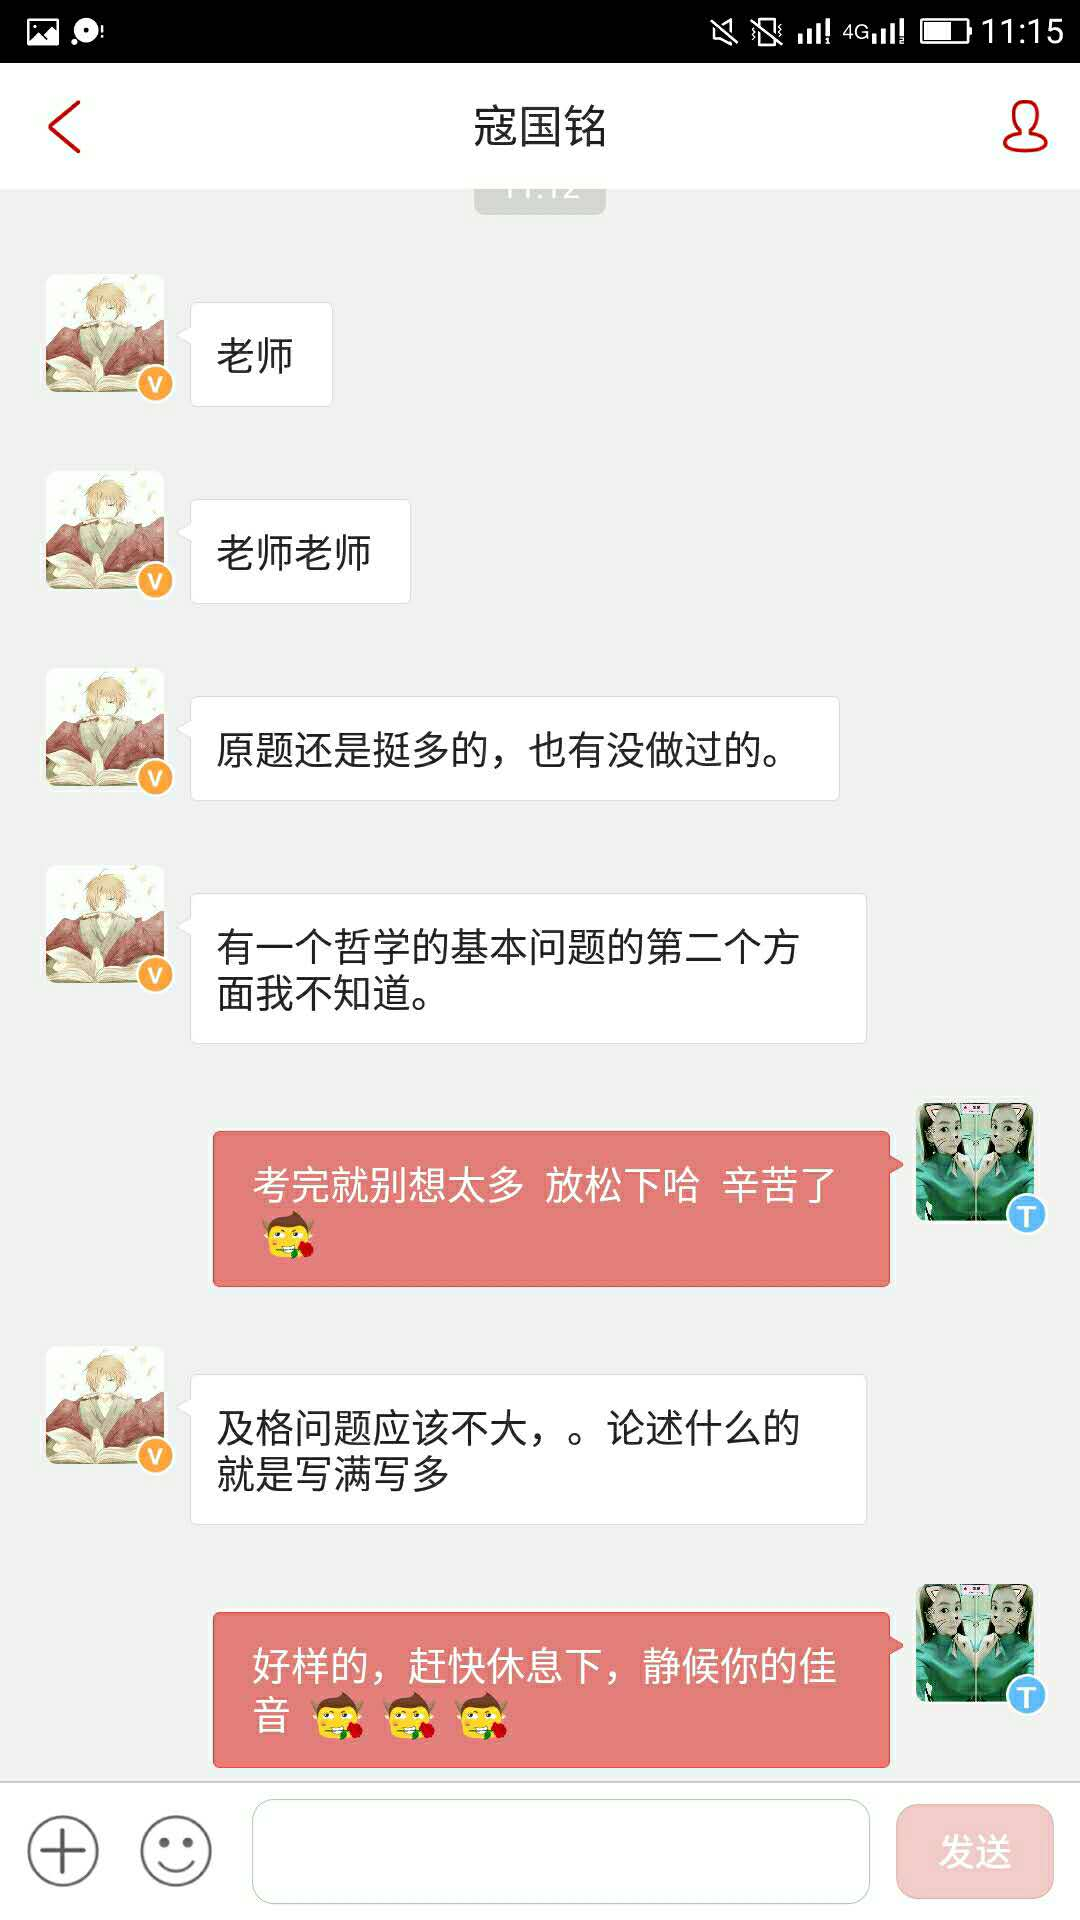 4G 11:15
寇国铭
11:12
老师
老师老师
原题还是挺多的，也有没做过的。
有一个哲学的基本问题的第二个方
面我不知道。
考完就别想太多 放松下哈 辛苦了
及格问题应该不大，。论述什么的
就是写满写多
好样的，赶快休息下，静候你的佳
音
发送